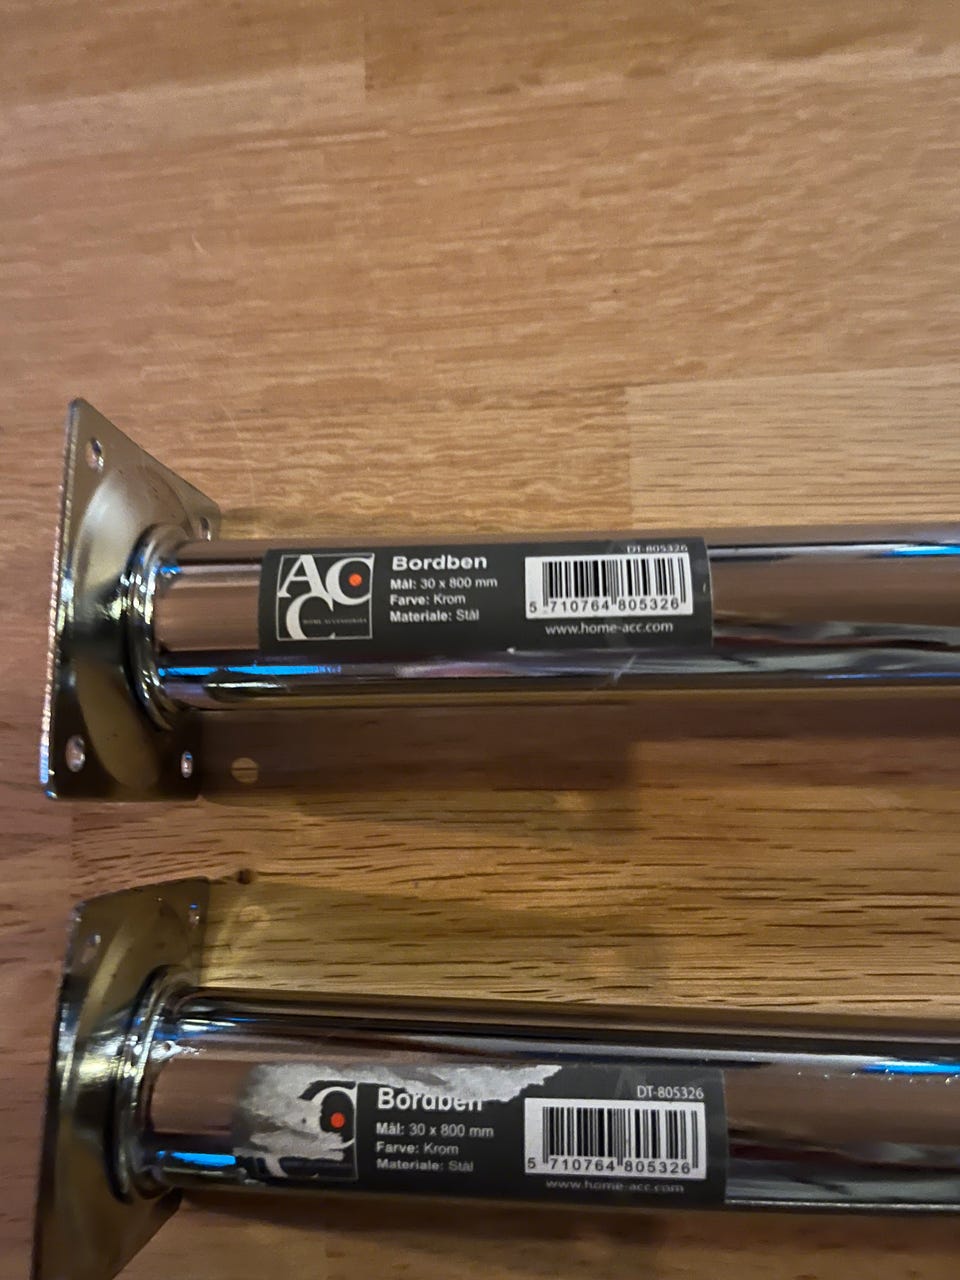 DT-805326
ACC
HOME ACCESSORIES
Bordben
Mål: 30 x 800 mm
Farve: Krom
Materiale: Stål
5 710764 805326
www.home-acc.com
DT-805326
C
Bordben
Mål: 30 x 800 mm
Farve: Krom
Materiale: Stål
5 710764 805326
www.home-acc.com